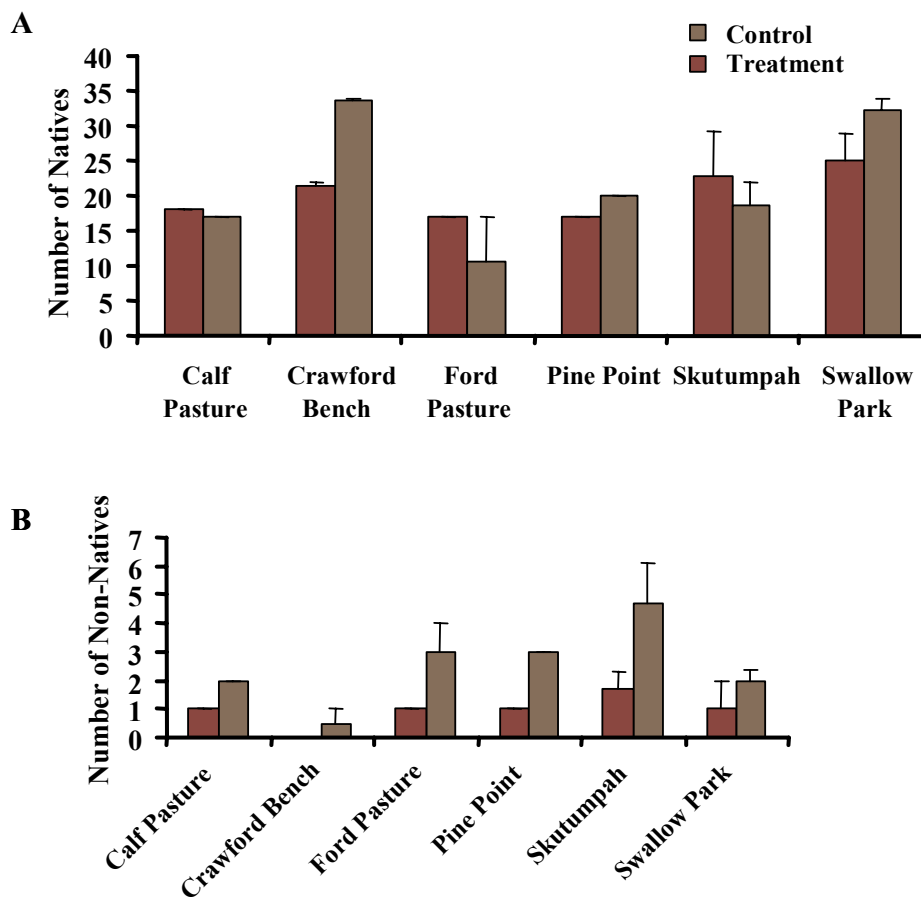 A
Control
Treatment
Number of Natives
40
35
30
25
20
15
10
5
0
Calf Pasture
Crawford Bench
Ford Pasture
Pine Point
Skutumpah
Swallow Park
B
Number of Non-Natives
7
6
5
4
3
2
1
0
Calf Pasture
Crawford Bench
Ford Pasture
Pine Point
Skutumpah
Swallow Park